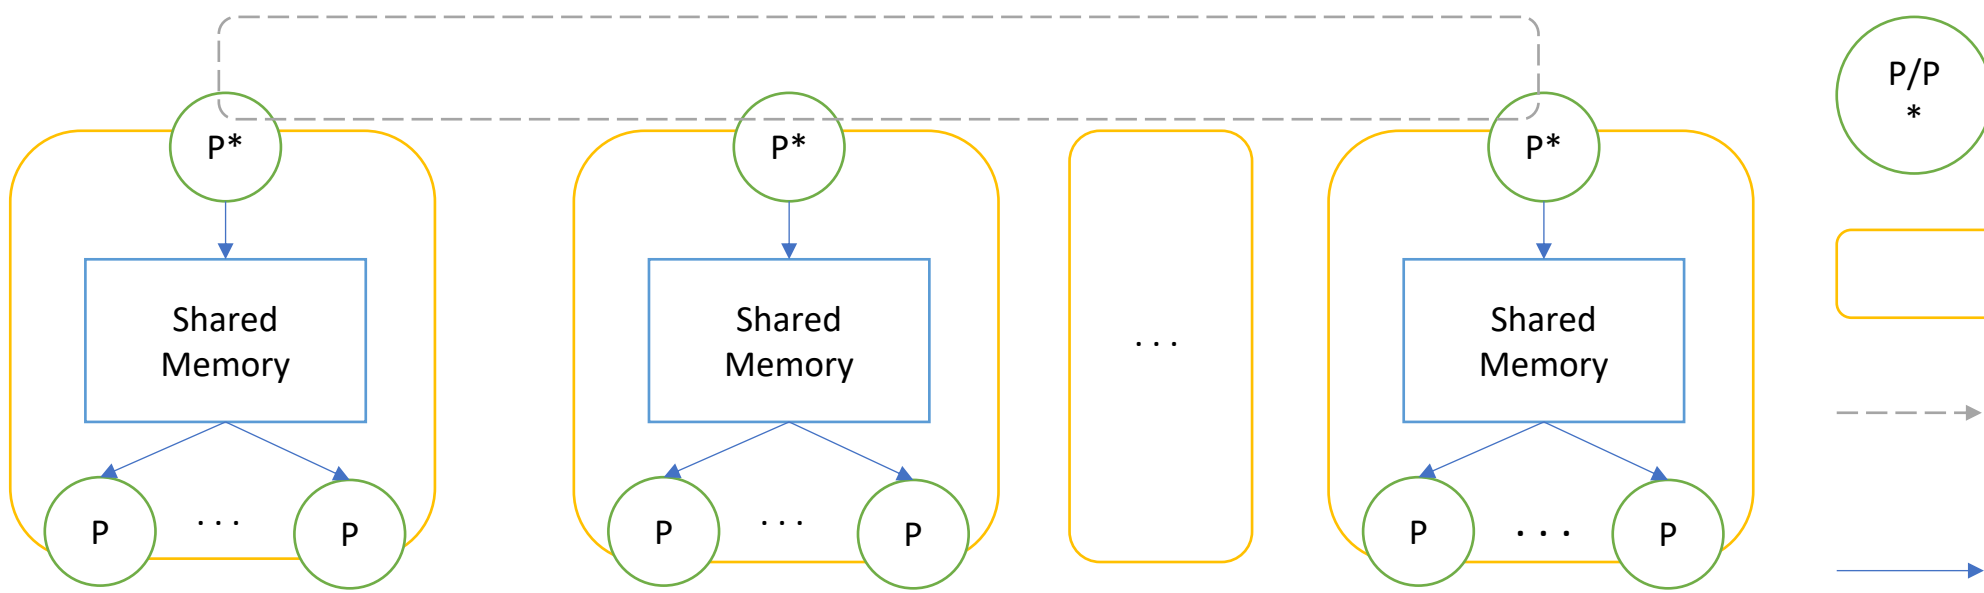 P/P
*
P*
P*
P*
Shared
Memory
Shared
Memory
. . .
Shared
Memory
P
. . .
P
P
. . .
P
P
. . .
P